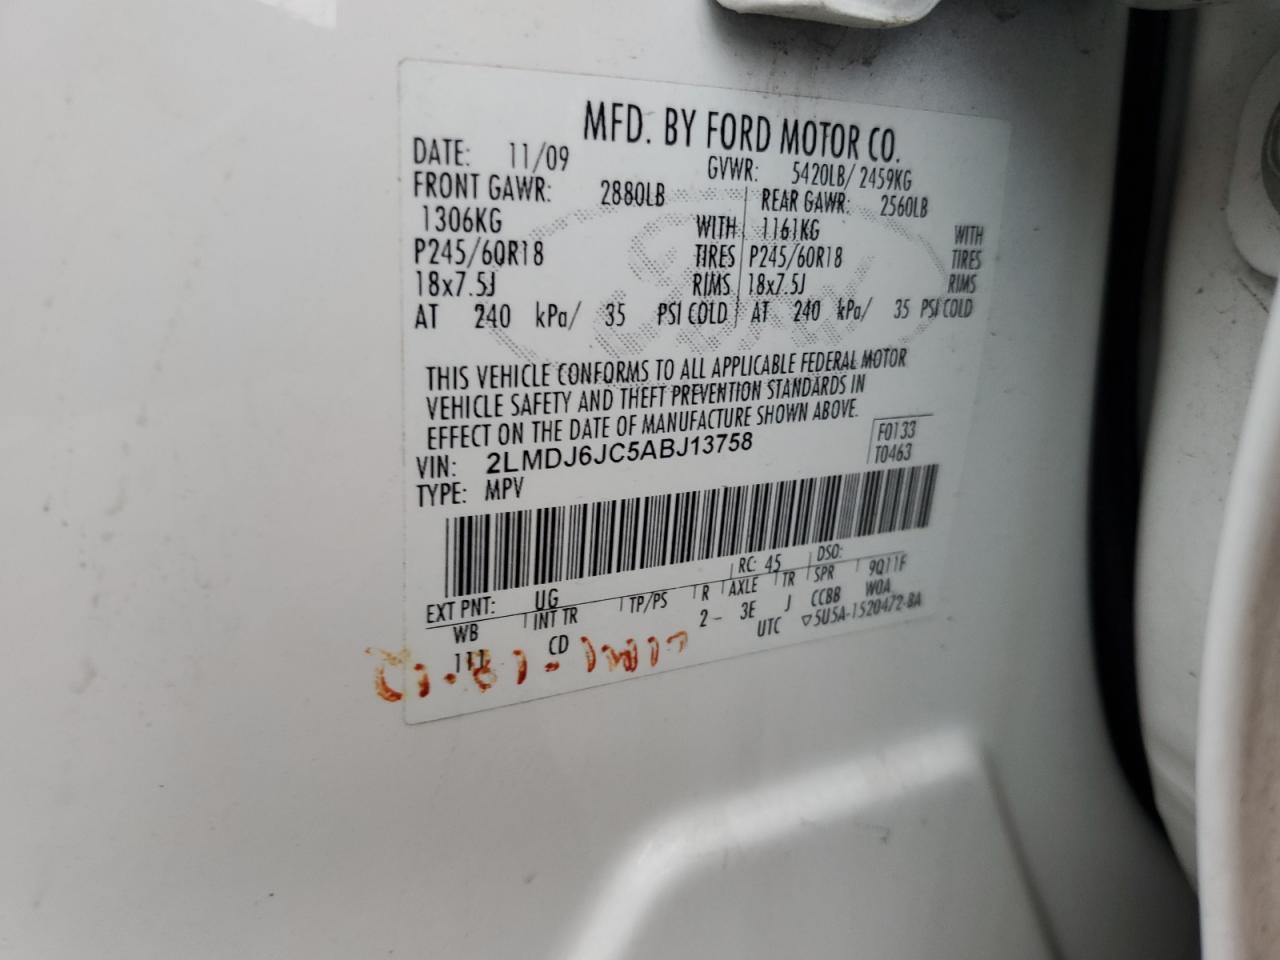 MFD. BY FORD MOTOR CO.
DATE: 11/09 GVWR: 5420LB/ 2459KG
FRONT GAWR: 2880LB REAR GAWR: 2560LB
1306KG WITH 1161KG WITH
P245/60R18 TIRES P245/60R18 TIRES
18x7.5J RIMS 18x7.5J RIMS
AT 240 kPa/ 35 PSI COLD AT 240 kPa/ 35 PSI COLD
THIS VEHICLE CONFORMS TO ALL APPLICABLE FEDERAL MOTOR
VEHICLE SAFETY AND THEFT PREVENTION STANDARDS IN
EFFECT ON THE DATE OF MANUFACTURE SHOWN ABOVE.
VIN: 2LMDJ6JC5ABJ13758 F0133
TYPE: MPV T0463
RC: 45 DSO:
EXT PNT: UG 9Q11F
WB INT TR TP/PS R AXLE TR SPR WOA
111 CD 2- 3E J CCBB
UTC ▽5U5A-1520472-BA